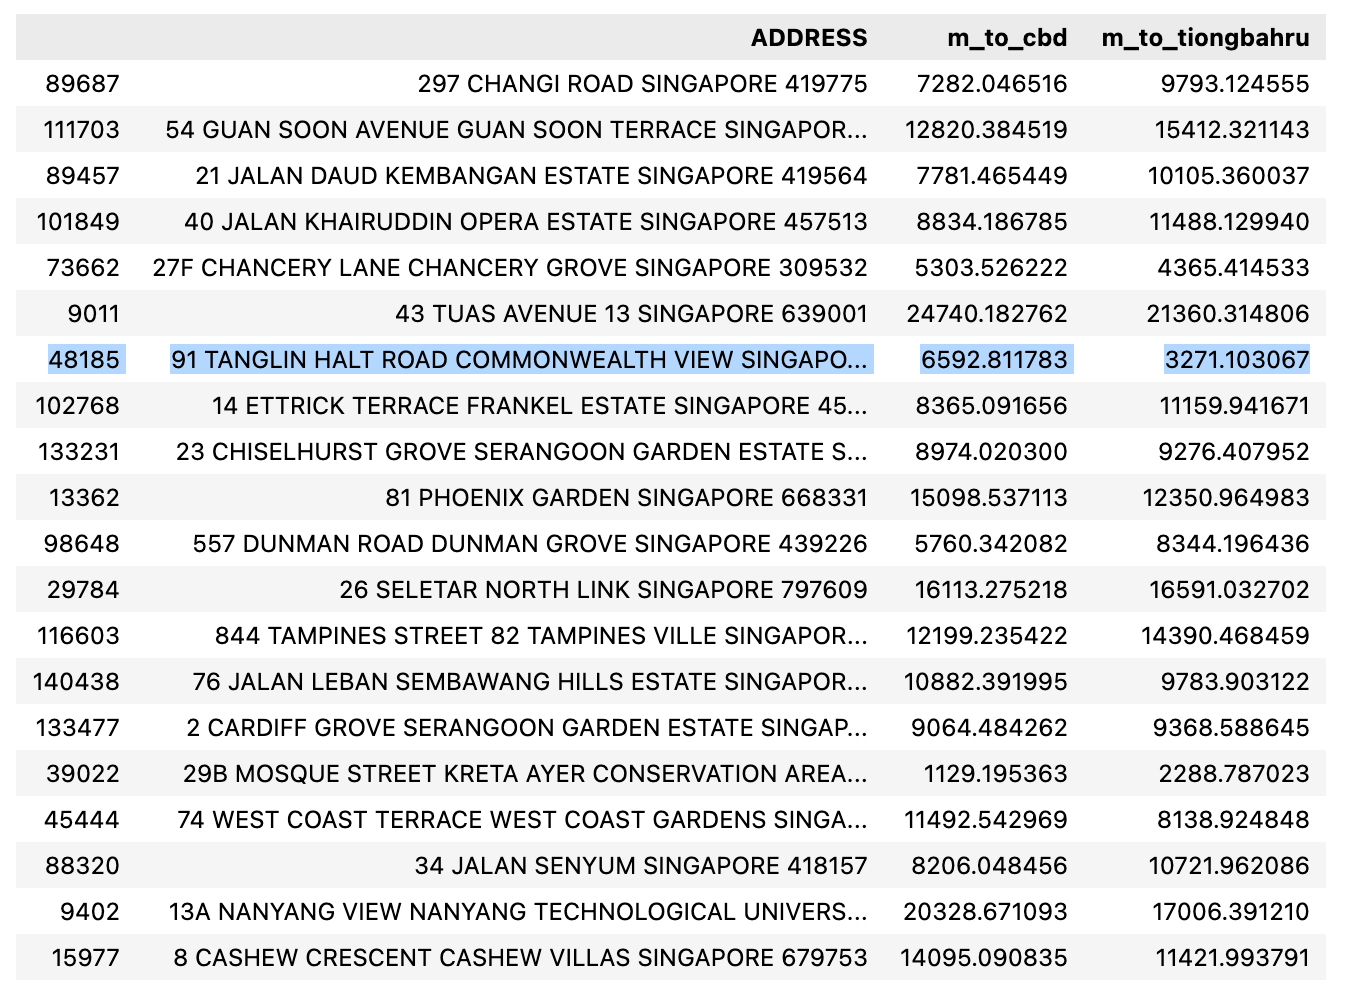 ADDRESS m_to_cbd m_to_tiongbahru
89687 297 CHANGI ROAD SINGAPORE 419775 7282.046516 9793.124555
111703 54 GUAN SOON AVENUE GUAN SOON TERRACE SINGAPOR... 12820.384519 15412.321143
89457 21 JALAN DAUD KEMBANGAN ESTATE SINGAPORE 419564 7781.465449 10105.360037
101849 40 JALAN KHAIRUDDIN OPERA ESTATE SINGAPORE 457513 8834.186785 11488.129940
73662 27F CHANCERY LANE CHANCERY GROVE SINGAPORE 309532 5303.526222 4365.414533
9011 43 TUAS AVENUE 13 SINGAPORE 639001 24740.182762 21360.314806
48185 91 TANGLIN HALT ROAD COMMONWEALTH VIEW SINGAPO... 6592.811783 3271.103067
102768 14 ETTRICK TERRACE FRANKEL ESTATE SINGAPORE 45... 8365.091656 11159.941671
133231 23 CHISELHURST GROVE SERANGOON GARDEN ESTATE S... 8974.020300 9276.407952
13362 81 PHOENIX GARDEN SINGAPORE 668331 15098.537113 12350.964983
98648 557 DUNMAN ROAD DUNMAN GROVE SINGAPORE 439226 5760.342082 8344.196436
29784 26 SELETAR NORTH LINK SINGAPORE 797609 16113.275218 16591.032702
116603 844 TAMPINES STREET 82 TAMPINES VILLE SINGAPOR... 12199.235422 14390.468459
140438 76 JALAN LEBAN SEMBAWANG HILLS ESTATE SINGAPOR... 10882.391995 9783.903122
133477 2 CARDIFF GROVE SERANGOON GARDEN ESTATE SINGAP... 9064.484262 9368.588645
39022 29B MOSQUE STREET KRETA AYER CONSERVATION AREA... 1129.195363 2288.787023
45444 74 WEST COAST TERRACE WEST COAST GARDENS SINGA... 11492.542969 8138.924848
88320 34 JALAN SENYUM SINGAPORE 418157 8206.048456 10721.962086
9402 13A NANYANG VIEW NANYANG TECHNOLOGICAL UNIVERS... 20328.671093 17006.391210
15977 8 CASHEW CRESCENT CASHEW VILLAS SINGAPORE 679753 14095.090835 11421.993791